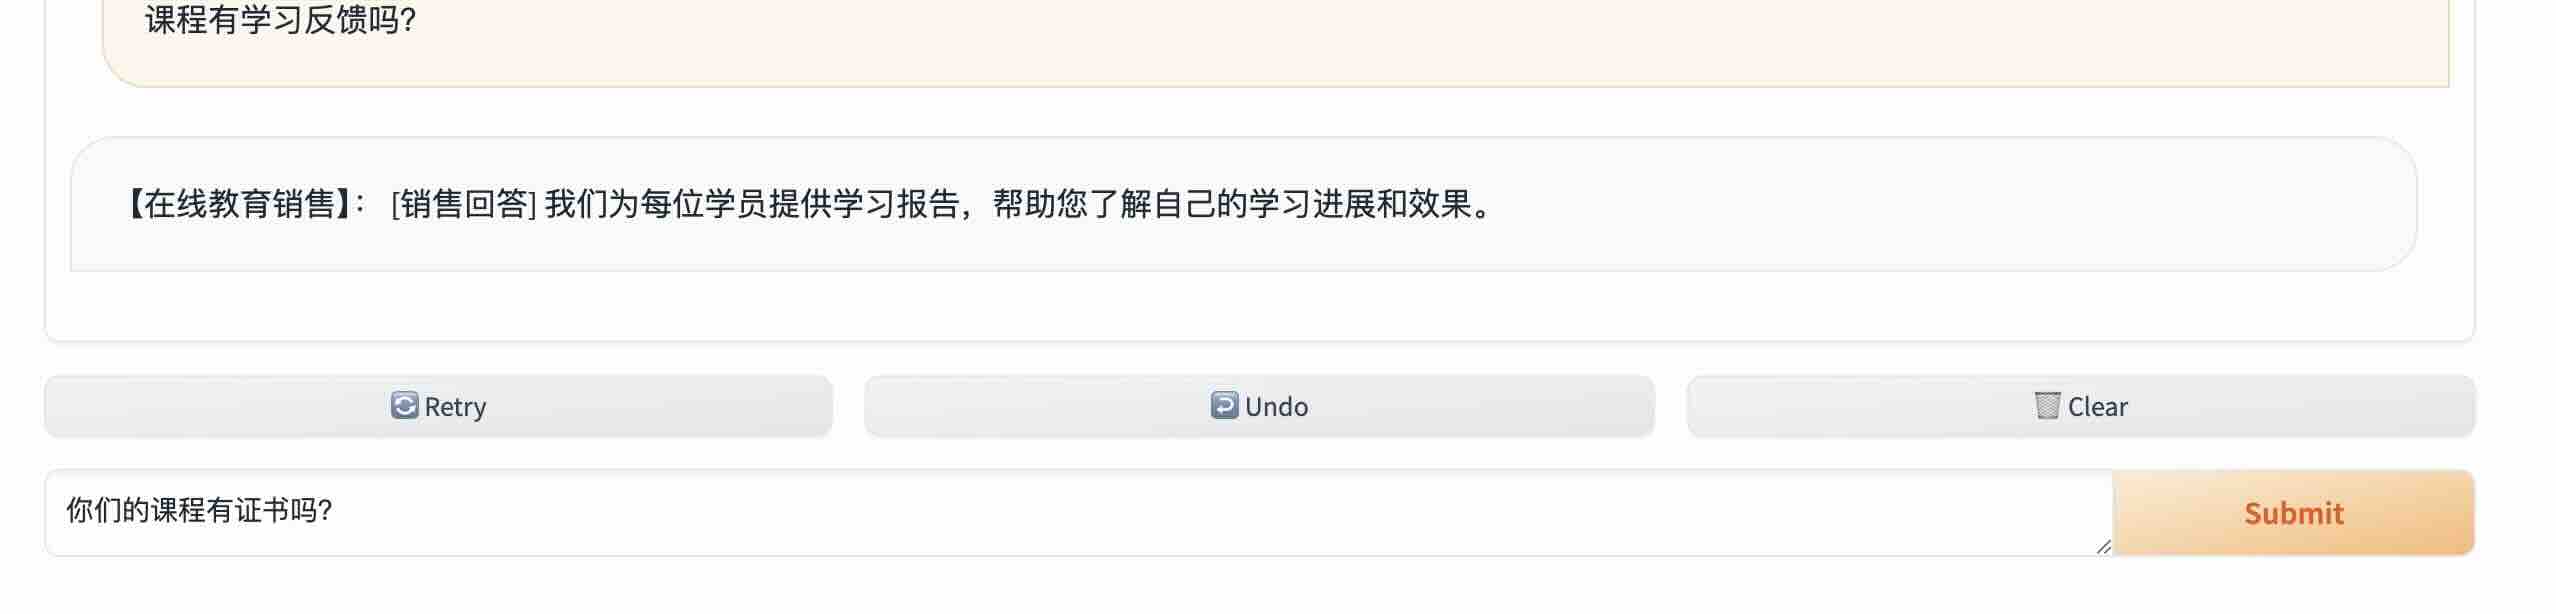 课程有学习反馈吗？
【在线教育销售】： [销售回答] 我们为每位学员提供学习报告，帮助您了解自己的学习进展和效果。
Retry
Undo
Clear
你们的课程有证书吗？
Submit